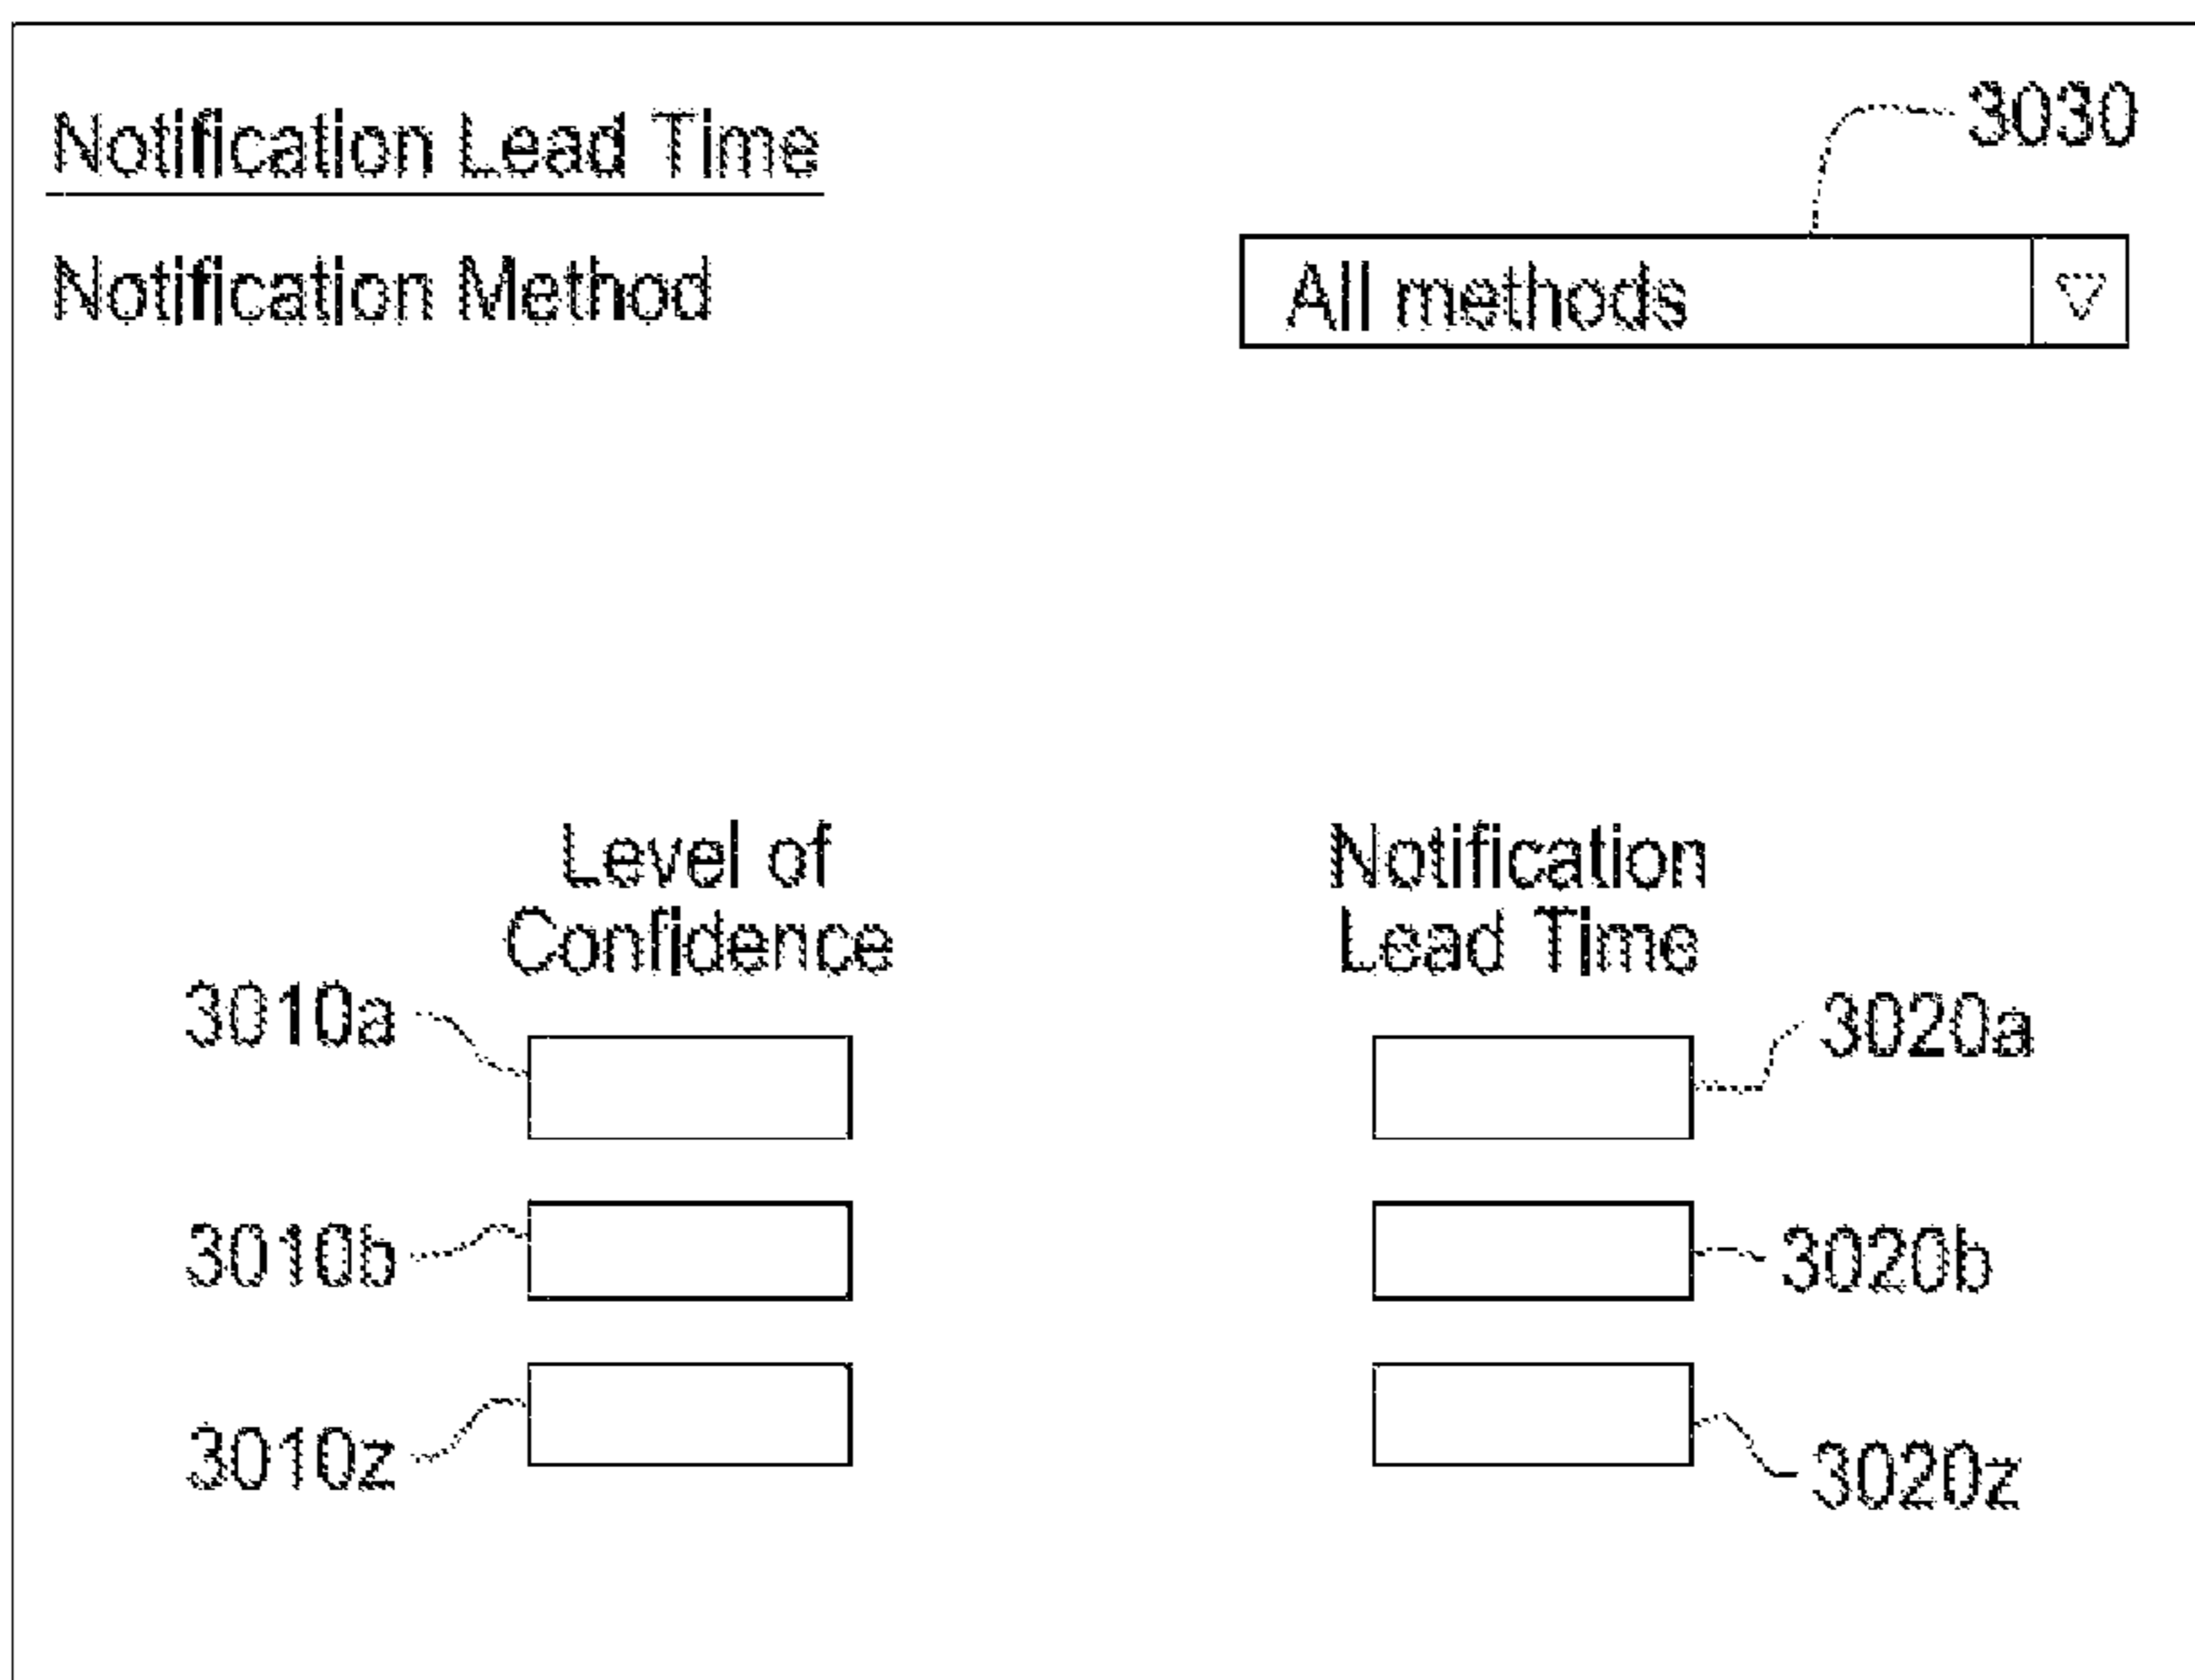 Notification Lead Time
3030
Notification Method
All methods
Level of
Confidence
Notification
Lead Time
3010a
3020a
3010b
3020b
3010z
3020z